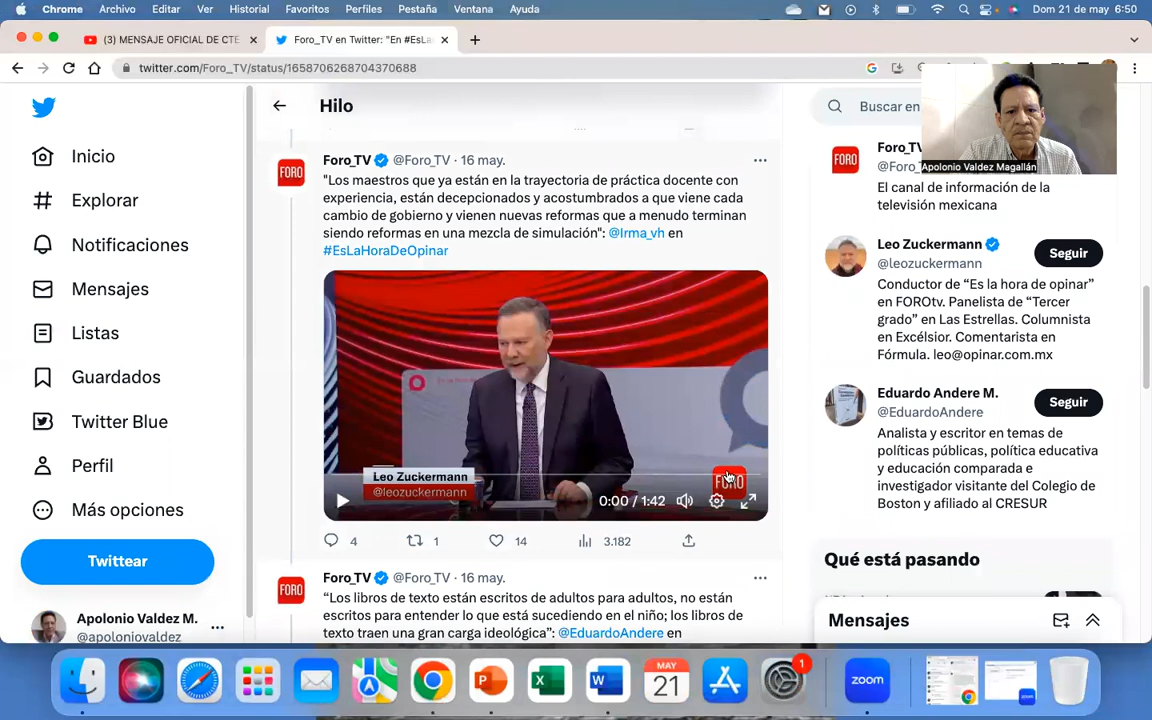 Chrome Archivo Editar Ver Historial Favoritos Perfiles Pestaña Ventana Ayuda Dom 21 de may 6:50
(3) MENSAJE OFICIAL DE CTE
Foro_TV en Twitter: "En #EsLa
twitter.com/Foro_TV/status/1658706268704370688
Inicio
Explorar
Notificaciones
Mensajes
Listas
Guardados
Twitter Blue
Perfil
Más opciones
Twittear
Apolonio Valdez M.
@apoloniovaldez
Hilo
FORO
Foro_TV @Foro_TV · 16 may.
"Los maestros que ya están en la trayectoria de práctica docente con
experiencia, están decepcionados y acostumbrados a que viene cada
cambio de gobierno y vienen nuevas reformas que a menudo terminan
siendo reformas en una mezcla de simulación": @Irma_vh en
#EsLaHoraDeOpinar
Leo Zuckermann
@leozuckermann
FORO
0:00 / 1:42
4 1 14 3.182
FORO
Foro_TV @Foro_TV · 16 may.
“Los libros de texto están escritos de adultos para adultos, no están
escritos para entender lo que está sucediendo en el niño; los libros de
texto traen una gran carga ideológica”: @EduardoAndere en
Buscar en
Apolonio Valdez Magallán
FORO
El canal de información de la
televisión mexicana
Leo Zuckermann
@leozuckermann
Seguir
Conductor de “Es la hora de opinar”
en FOROtv. Panelista de “Tercer
grado” en Las Estrellas. Columnista
en Excélsior. Comentarista en
Fórmula. leo@opinar.com.mx
Eduardo Andere M.
@EduardoAndere
Seguir
Analista y escritor en temas de
políticas públicas, política educativa
y educación comparada e
investigador visitante del Colegio de
Boston y afiliado al CRESUR
Qué está pasando
Mensajes
MAY
21
1
zoom